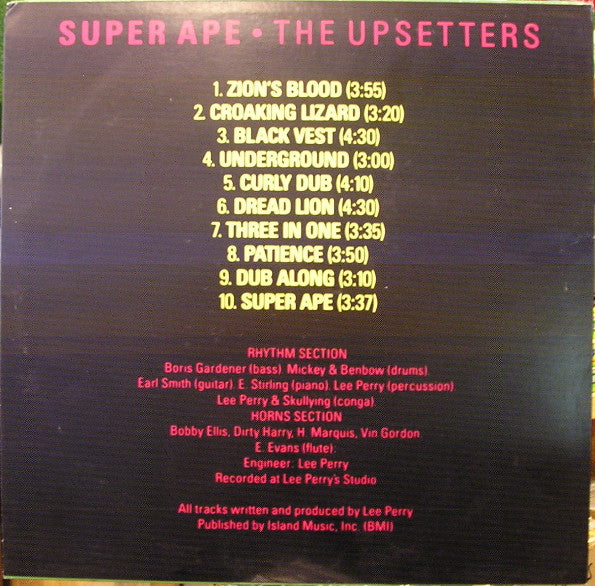 SUPER APE • THE UPSETTERS
1. ZION'S BLOOD (3:55)
2. CROAKING LIZARD (3:20)
3. BLACK VEST (4:30)
4. UNDERGROUND (3:00)
5. CURLY DUB (4:10)
6. DREAD LION (4:30)
7. THREE IN ONE (3:35)
8. PATIENCE (3:50)
9. DUB ALONG (3:10)
10. SUPER APE (3:37)
RHYTHM SECTION
Boris Gardener (bass). Mickey & Benbow (drums).
Earl Smith (guitar). E. Stirling (piano). Lee Perry (percussion).
Lee Perry & Skullying (conga).
HORNS SECTION
Bobby Ellis, Dirty Harry, H. Marquis, Vin Gordon.
E. Evans (flute).
Engineer: Lee Perry
Recorded at Lee Perry's Studio
All tracks written and produced by Lee Perry
Published by Island Music, Inc. (BMI)